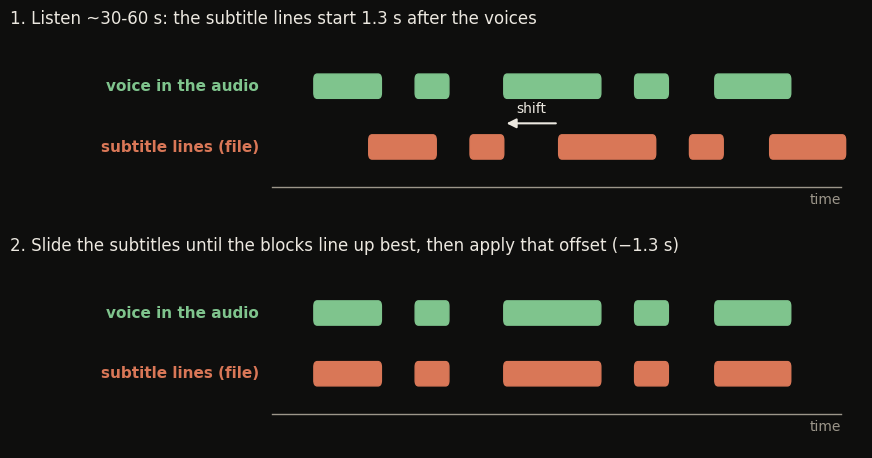 1. Listen ~30-60 s: the subtitle lines start 1.3 s after the voices
voice in the audio
shift
subtitle lines (file)
time
2. Slide the subtitles until the blocks line up best, then apply that offset (−1.3 s)
voice in the audio
subtitle lines (file)
time